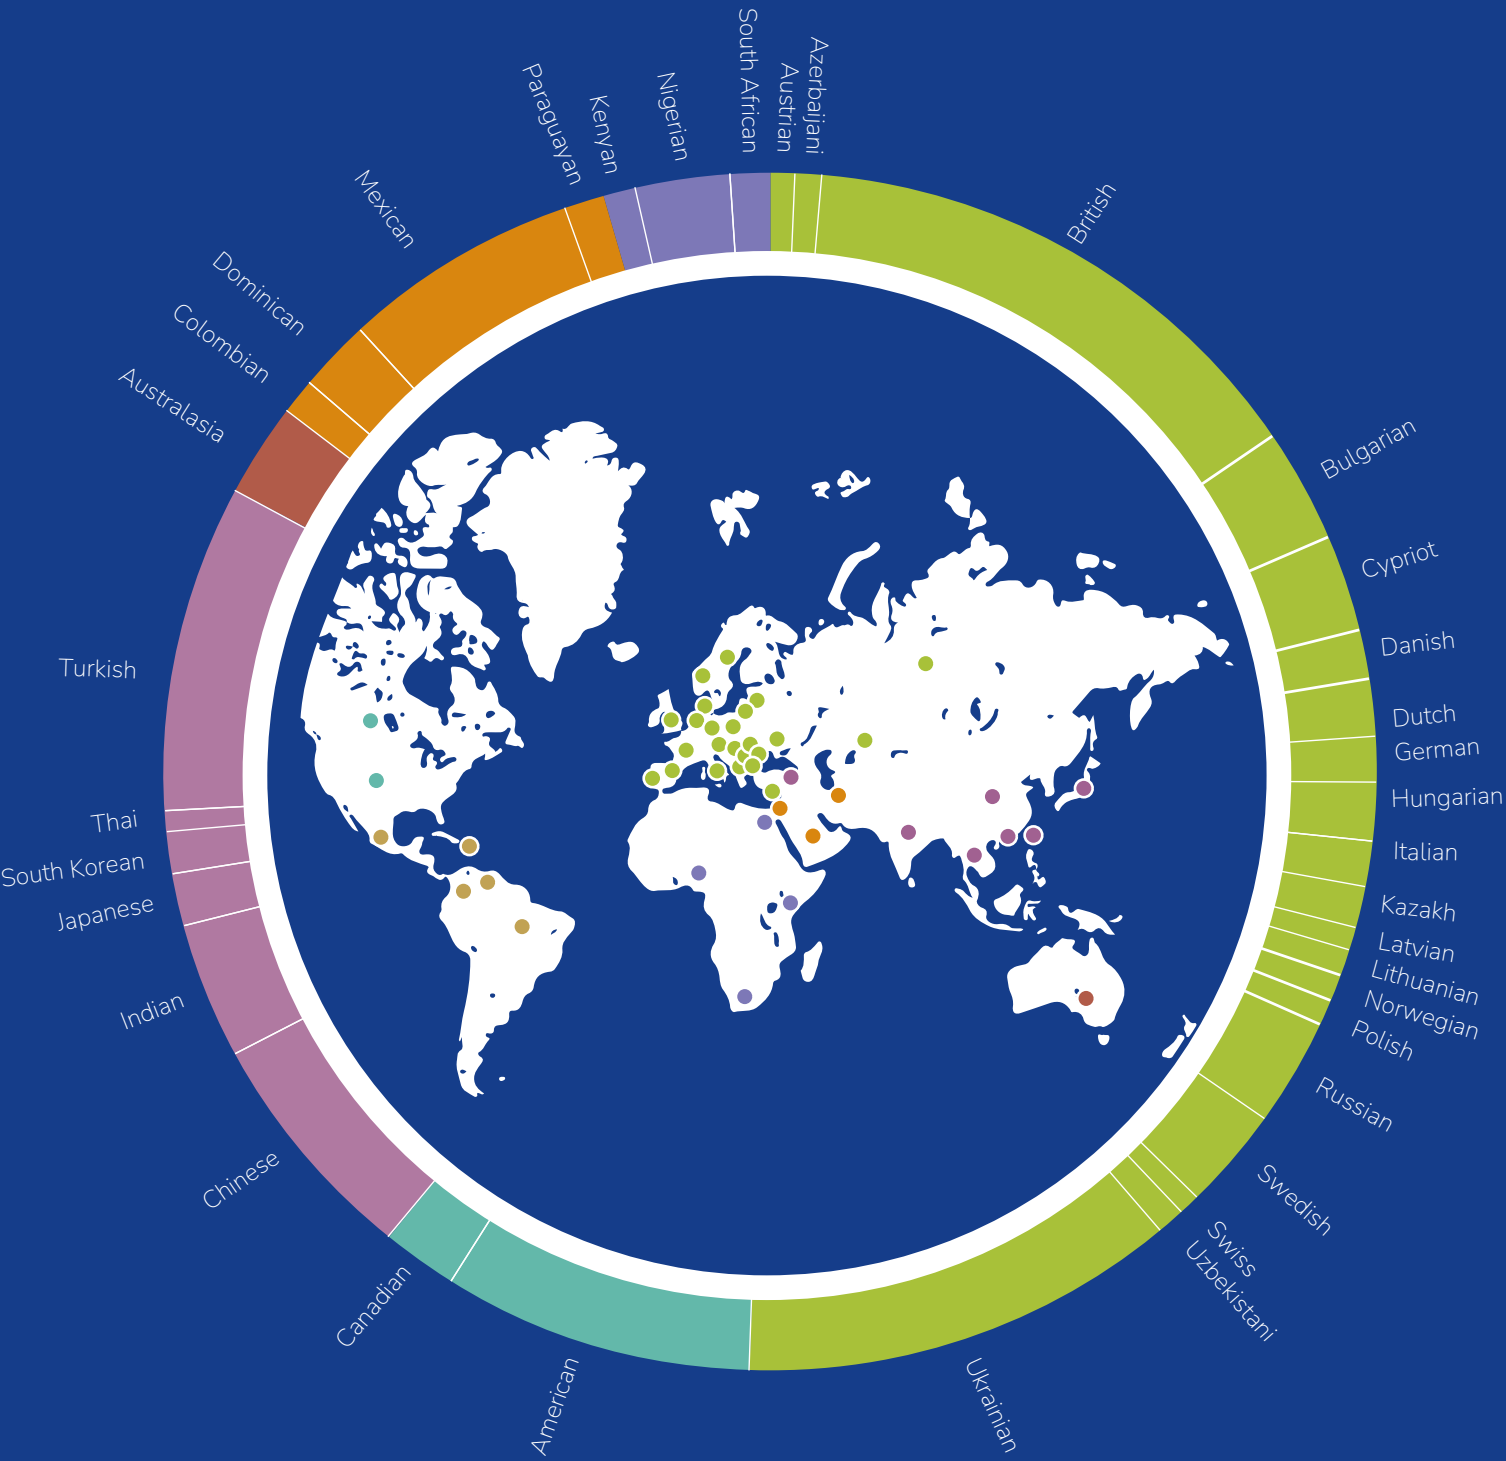 South African
Austrian
Azerbaijani
British
Bulgarian
Cypriot
Danish
Dutch
German
Hungarian
Italian
Kazakh
Latvian
Lithuanian
Norwegian
Polish
Russian
Swedish
Swiss
Uzbekistani
Ukrainian
American
Canadian
Chinese
Indian
Japanese
South Korean
Thai
Turkish
Australasia
Colombian
Dominican
Mexican
Paraguayan
Kenyan
Nigerian